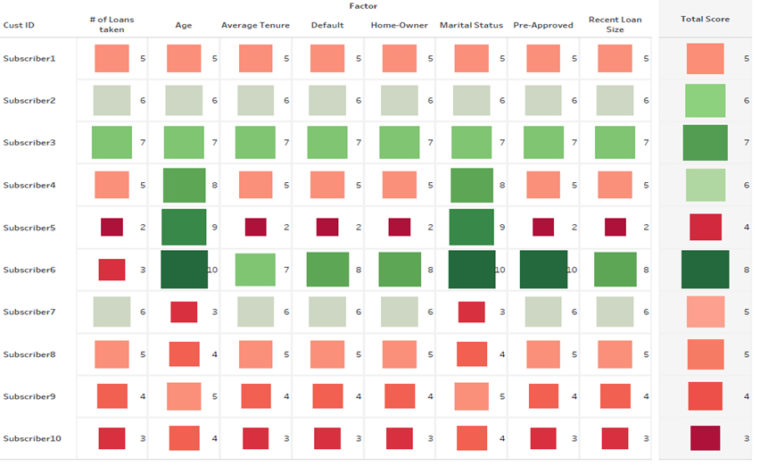 Factor
Cust ID # of Loans taken Age Average Tenure Default Home-Owner Marital Status Pre-Approved Recent Loan Size Total Score
Subscriber1 5 5 5 5 5 5 5 5 5
Subscriber2 6 6 6 6 6 6 6 6 6
Subscriber3 7 7 7 7 7 7 7 7 7
Subscriber4 5 8 5 5 5 8 5 5 6
Subscriber5 2 9 2 2 2 9 2 2 4
Subscriber6 3 10 7 8 8 10 10 8 8
Subscriber7 6 3 6 6 6 3 6 6 5
Subscriber8 5 4 5 5 5 4 5 5 5
Subscriber9 4 5 4 4 4 5 4 4 4
Subscriber10 3 4 3 3 3 4 3 3 3